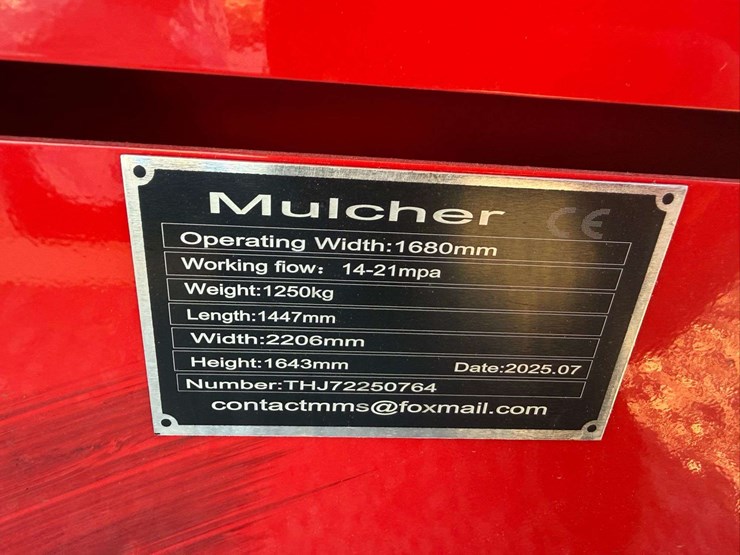 Mulcher CE
Operating Width:1680mm
Working fiow: 14-21mpa
Weight:1250kg
Length:1447mm
Width:2206mm
Height:1643mm Date:2025.07
Number:THJ72250764
contactmms@foxmail.com